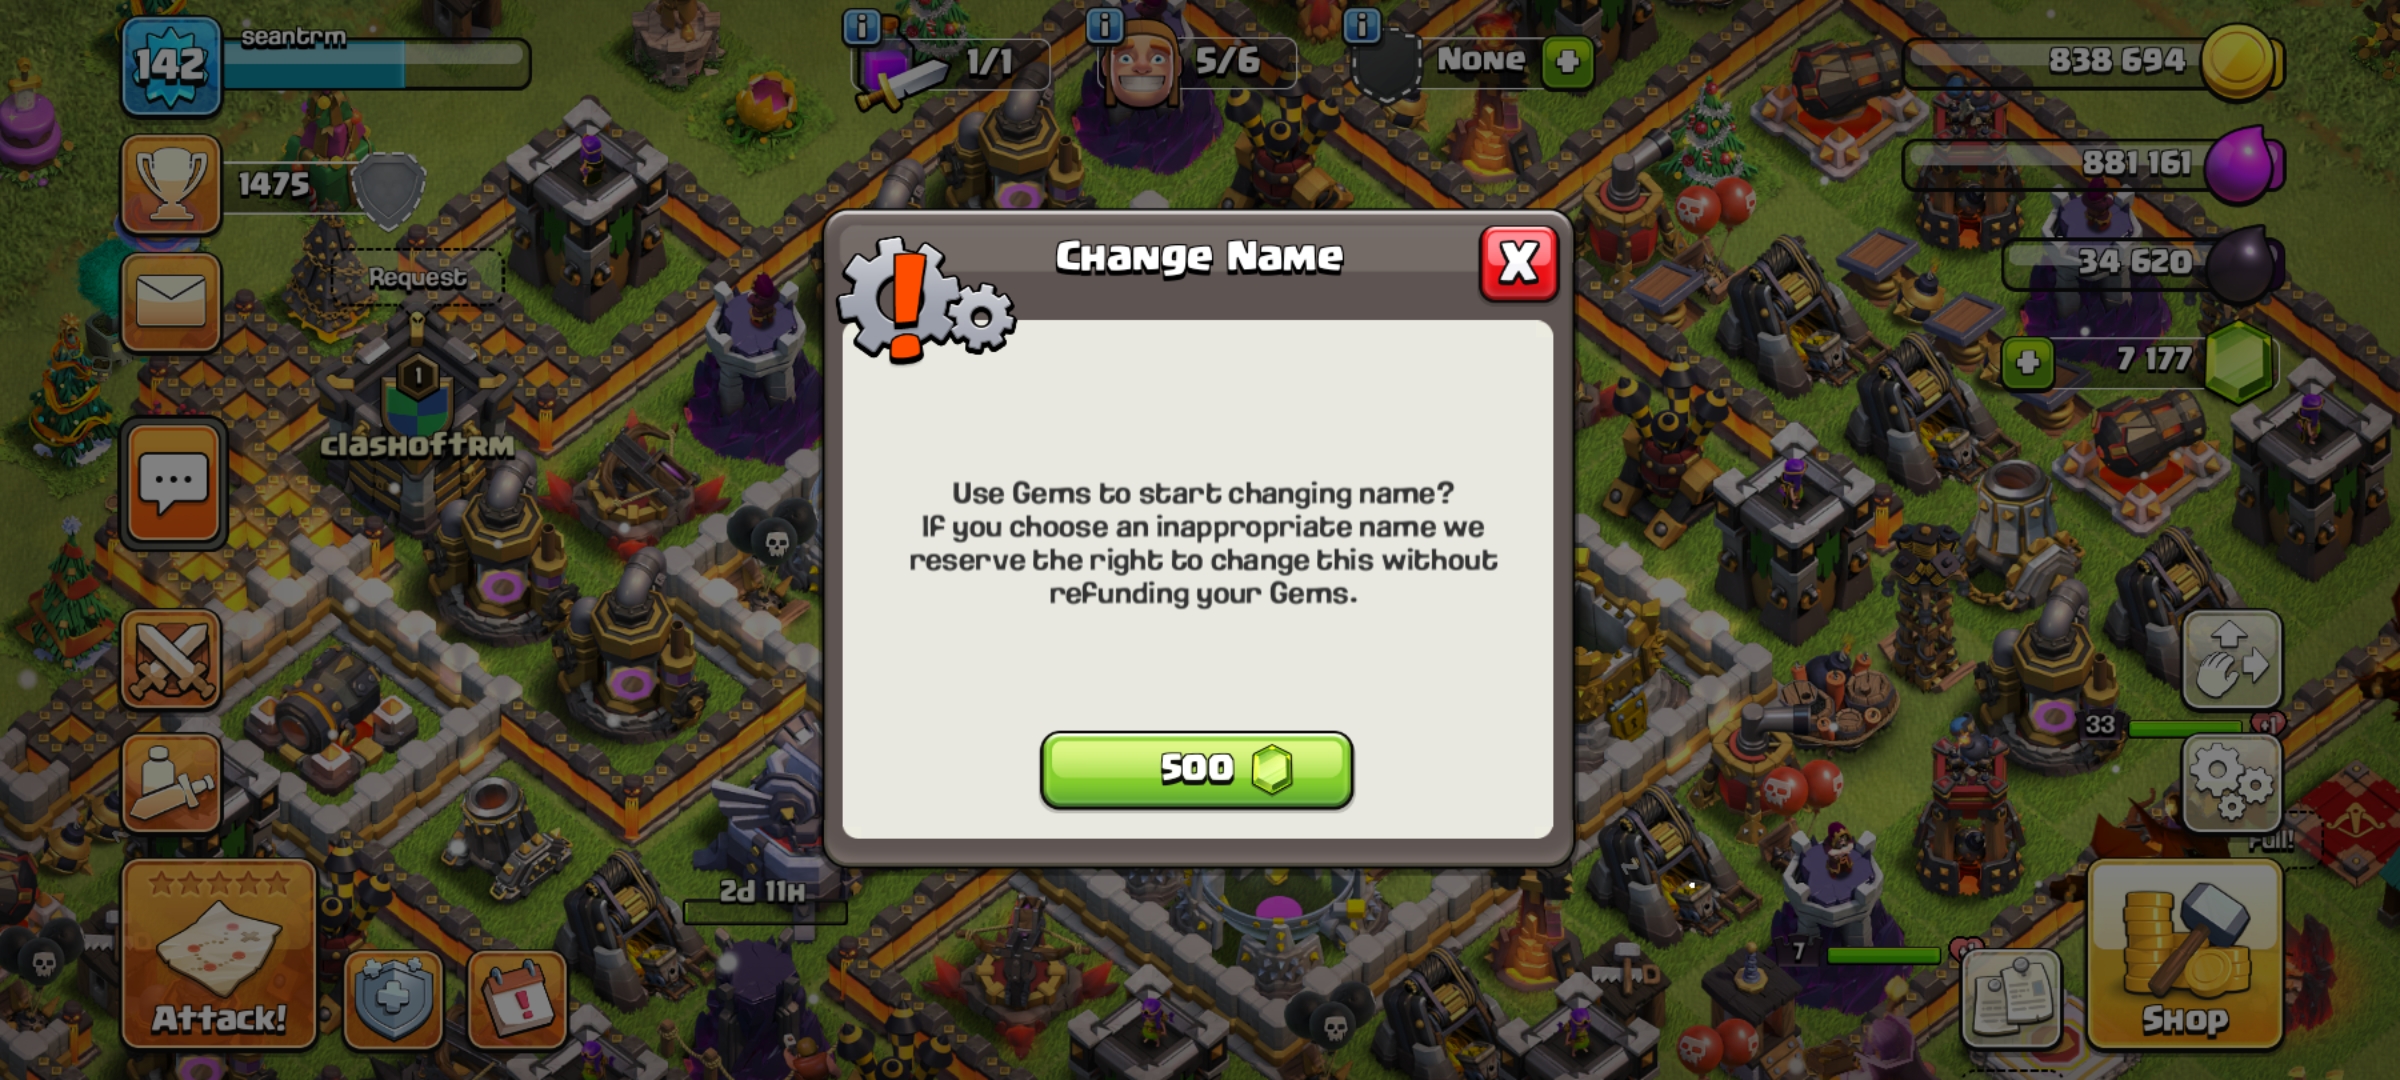 142
seantrm
1/1
5/6
None
838 694
1475
881 161
Request
34 620
7 177
1
clashoftRM
Change Name
X
Use Gems to start changing name?
If you choose an inappropriate name we
reserve the right to change this without
refunding your Gems.
500
33
+1
Full!
2d 11H
7
Attack!
Shop